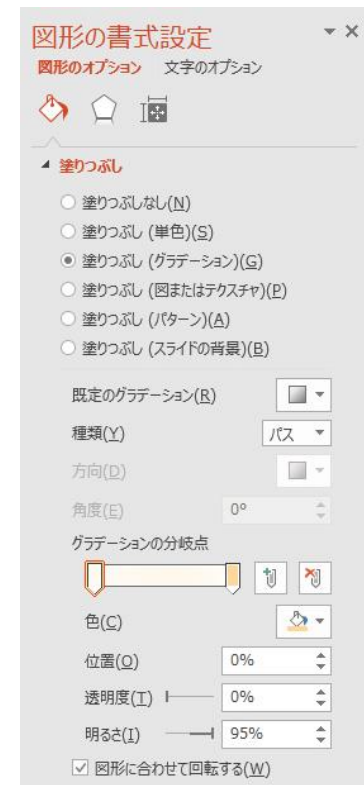 図形の書式設定
図形のオプション 文字のオプション
塗りつぶし
塗りつぶしなし(N)
塗りつぶし (単色)(S)
塗りつぶし (グラデーション)(G)
塗りつぶし (図またはテクスチャ)(P)
塗りつぶし (パターン)(A)
塗りつぶし (スライドの背景)(B)
既定のグラデーション(R)
種類(Y) パス
方向(D)
角度(E) 0°
グラデーションの分岐点
色(C)
位置(O) 0%
透明度(T) 0%
明るさ(I) 95%
図形に合わせて回転する(W)